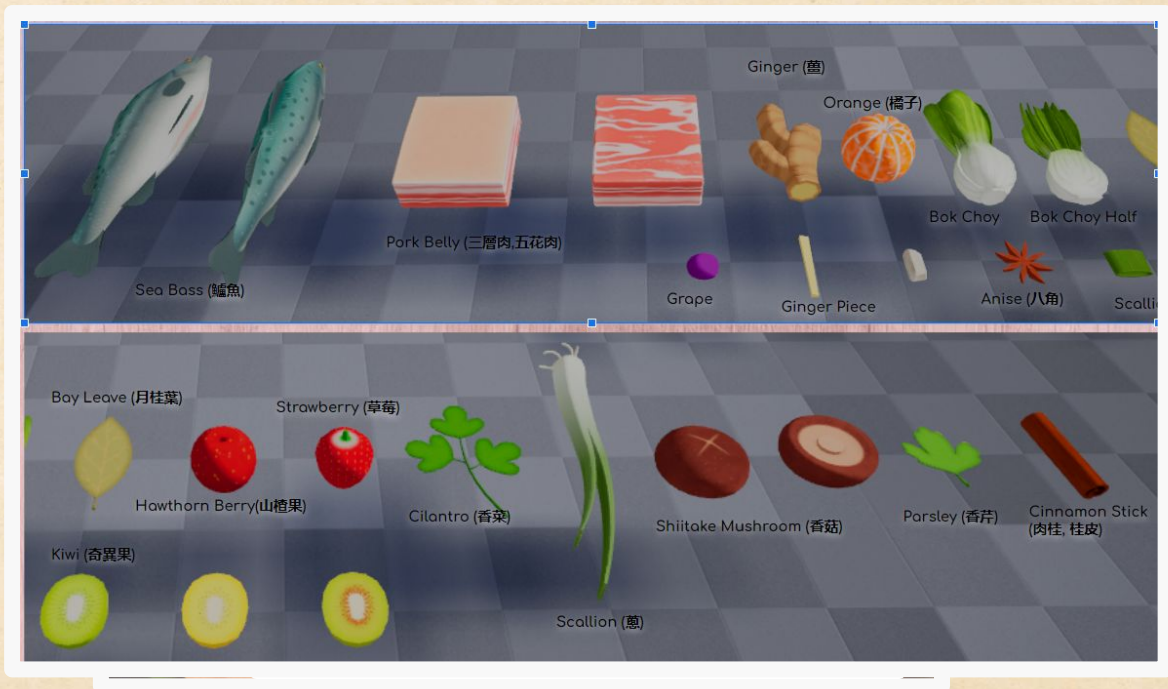 Ginger (薑)
Orange (橘子)
Bok Choy
Bok Choy Half
Pork Belly (三層肉,五花肉)
Sea Bass (鱸魚)
Grape
Ginger Piece
Anise (八角)
Scalli
Bay Leave (月桂葉)
Strawberry (草莓)
Hawthorn Berry(山楂果)
Cilantro (香菜)
Shiitake Mushroom (香菇)
Parsley (香芹)
Cinnamon Stick
(肉桂, 桂皮)
Kiwi (奇異果)
Scallion (蔥)